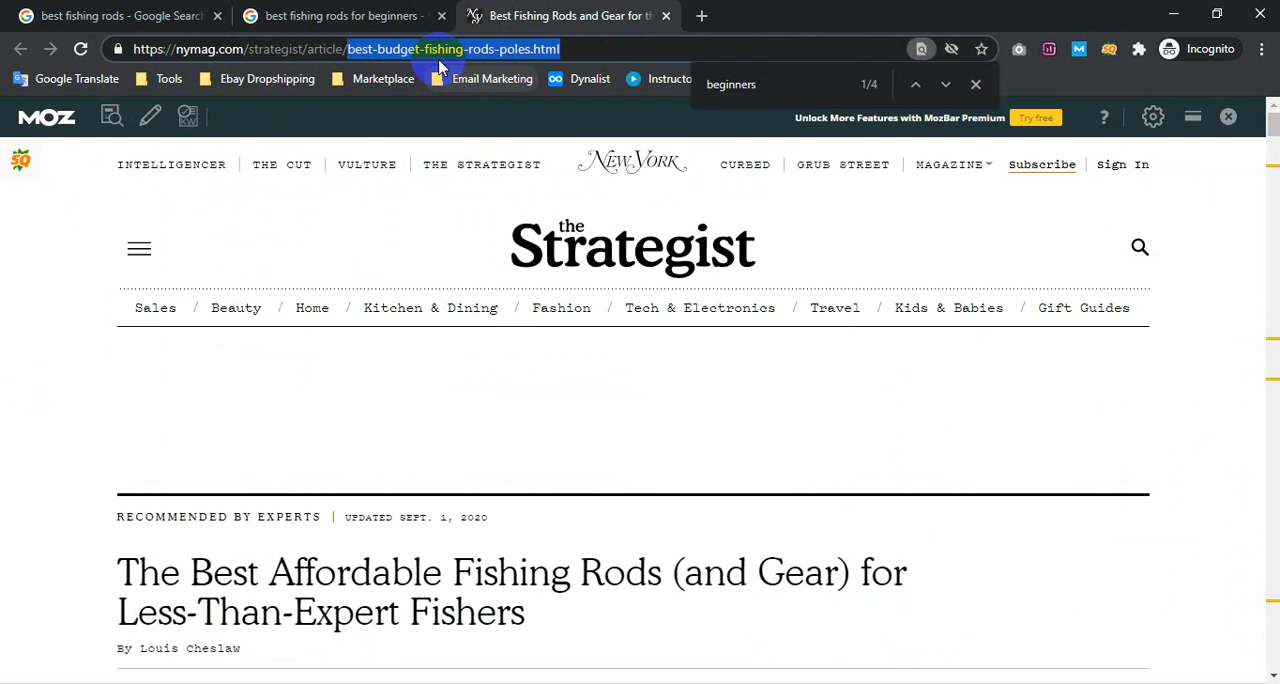 best fishing rods - Google Search
best fishing rods for beginners -
Best Fishing Rods and Gear for th
https://nymag.com/strategist/article/best-budget-fishing-rods-poles.html
Incognito
Google Translate
Tools
Ebay Dropshipping
Marketplace
Email Marketing
Dynalist
Instructo
beginners
1/4
MOZ
KW
Unlock More Features with MozBar Premium
Try free
?
SQ
INTELLIGENCER
THE CUT
VULTURE
THE STRATEGIST
NEW YORK
CURBED
GRUB STREET
MAGAZINE
Subscribe
Sign In
the
Strategist
Sales / Beauty / Home / Kitchen & Dining / Fashion / Tech & Electronics / Travel / Kids & Babies / Gift Guides
RECOMMENDED BY EXPERTS | UPDATED SEPT. 1, 2020
The Best Affordable Fishing Rods (and Gear) for
Less-Than-Expert Fishers
By Louis Cheslaw